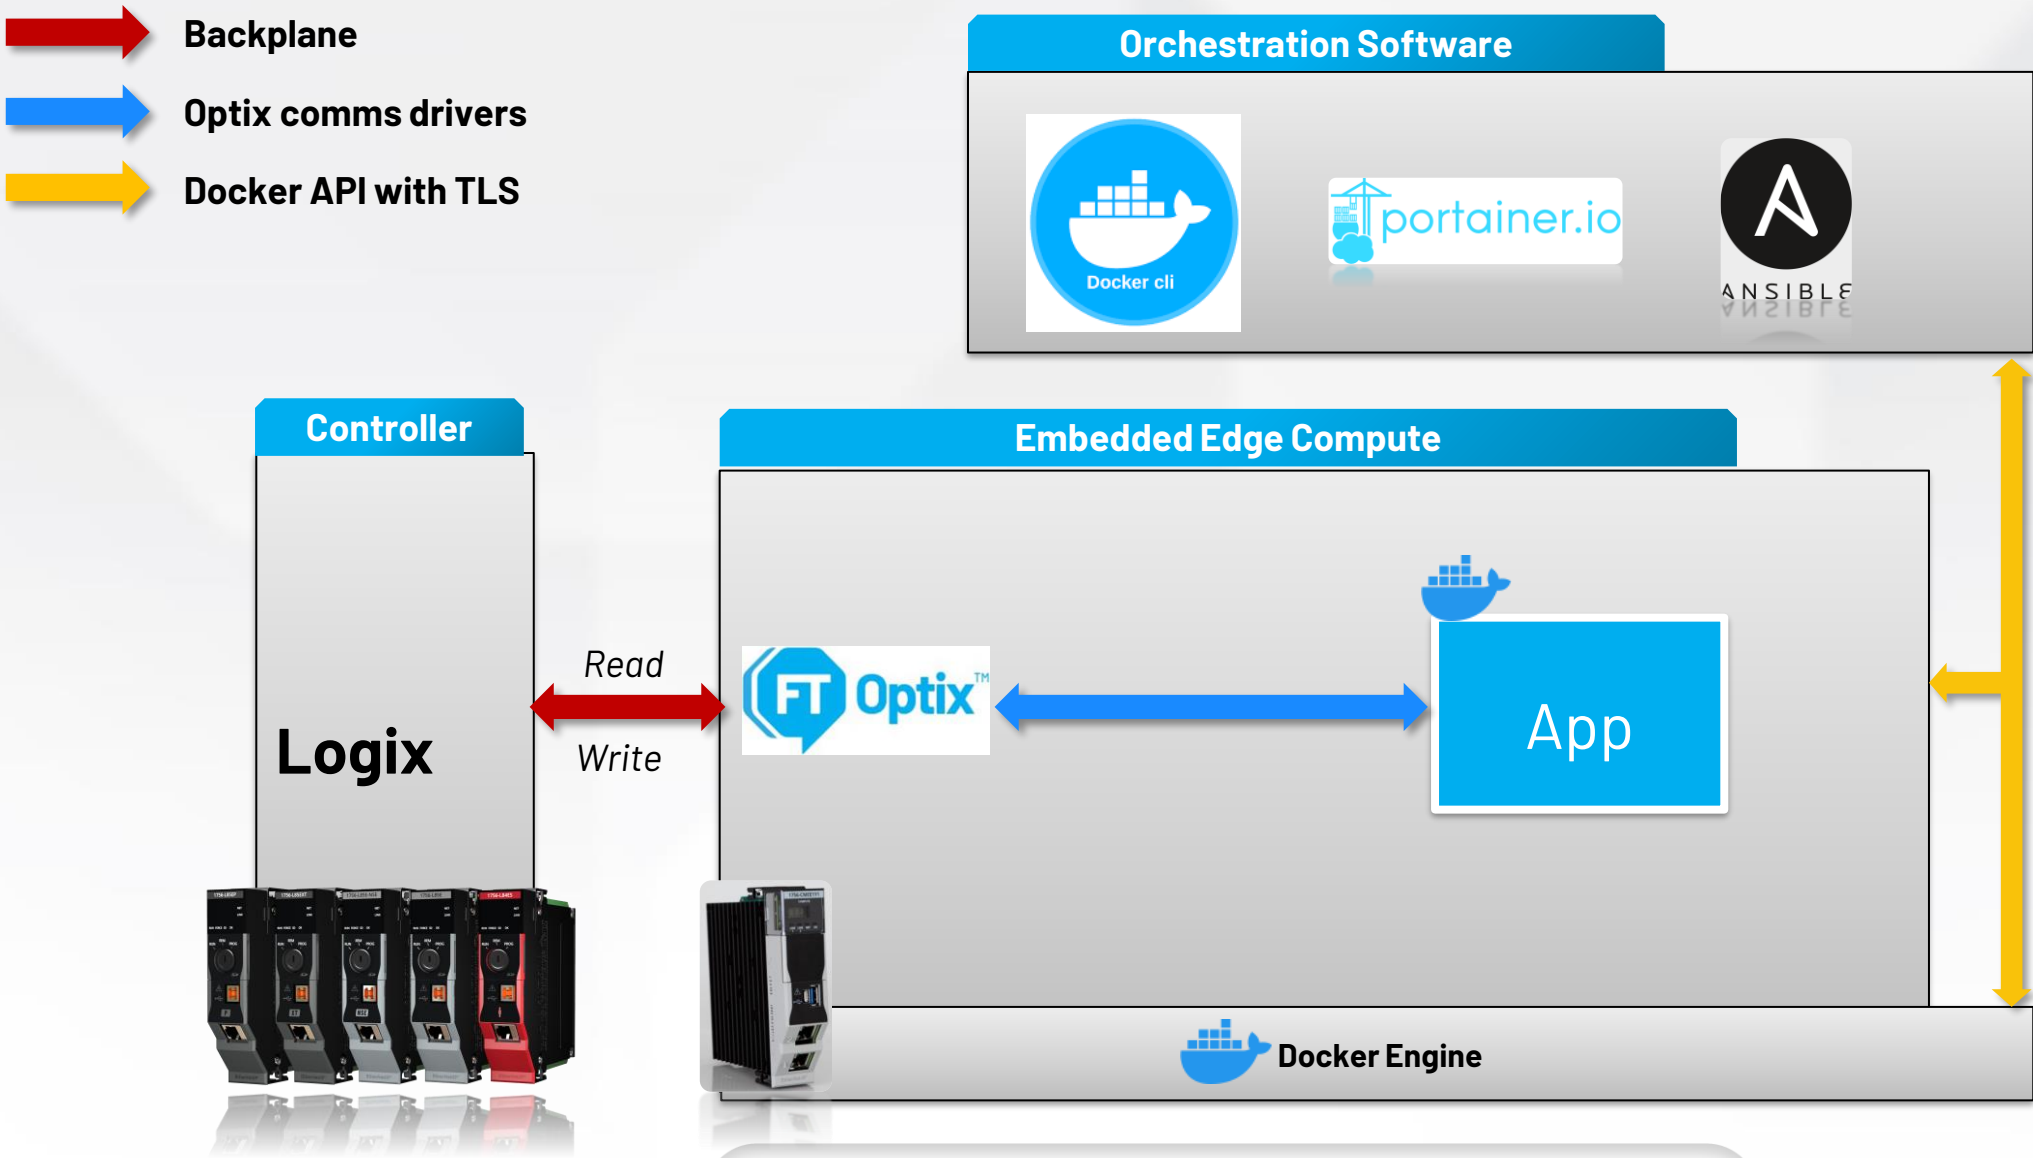 Backplane
Optix comms drivers
Docker API with TLS
Orchestration Software
Docker cli
portainer.io
ANSIBLE
Controller
Embedded Edge Compute
Read
Write
Logix
FT Optix™
App
Docker Engine